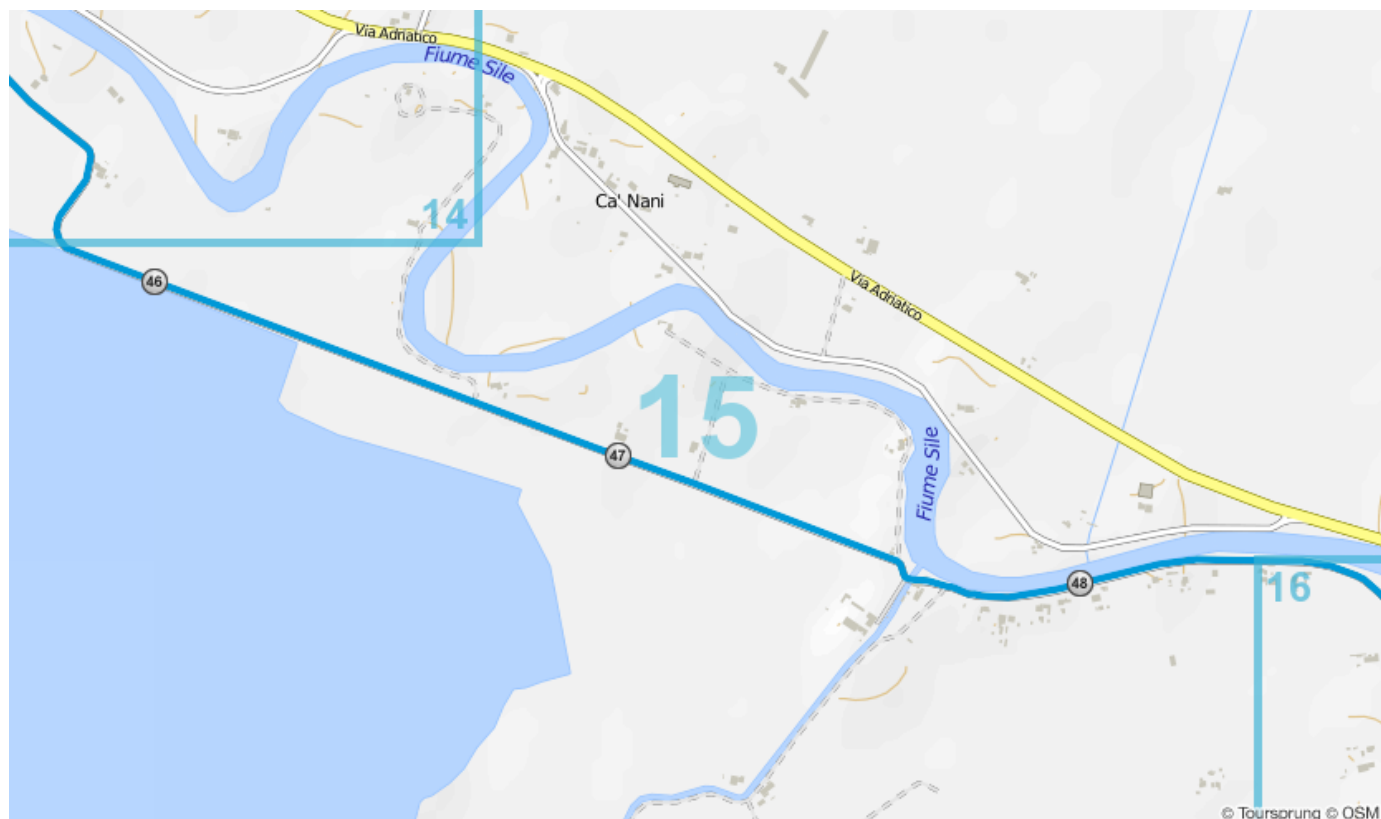 Via Adriatico
Fiume Sile
14
Ca' Nani
46
Via Adriatico
15
47
Fiume Sile
48
16
© Toursprung © OSM